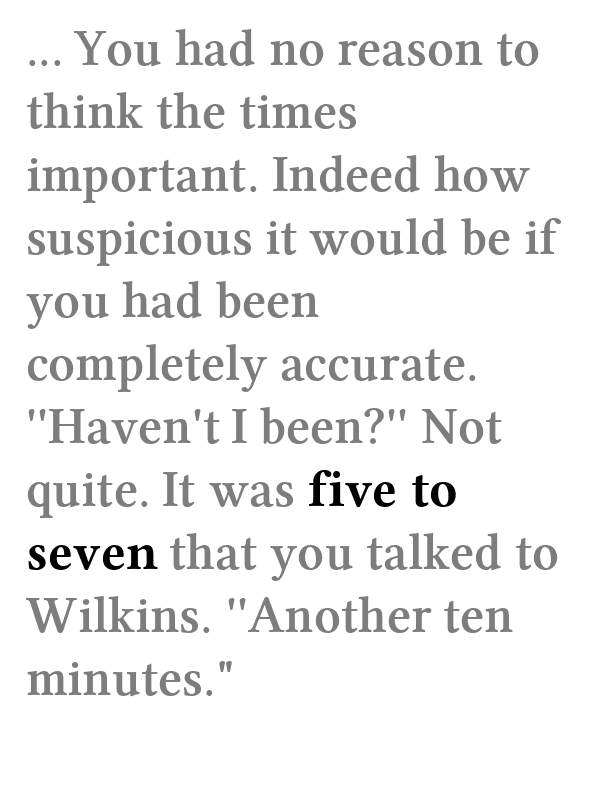 ... You had no reason to
think the times
important. Indeed how
suspicious it would be if
you had been
completely accurate.
''Haven't I been?'' Not
quite. It was five to
seven that you talked to
Wilkins. ''Another ten
minutes."